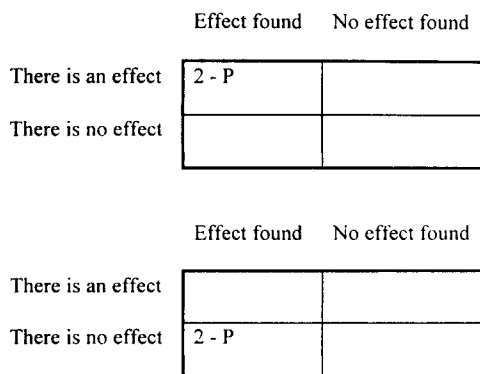 Effect found No effect found
There is an effect 2 - P
There is no effect
Effect found No effect found
There is an effect
There is no effect 2 - P